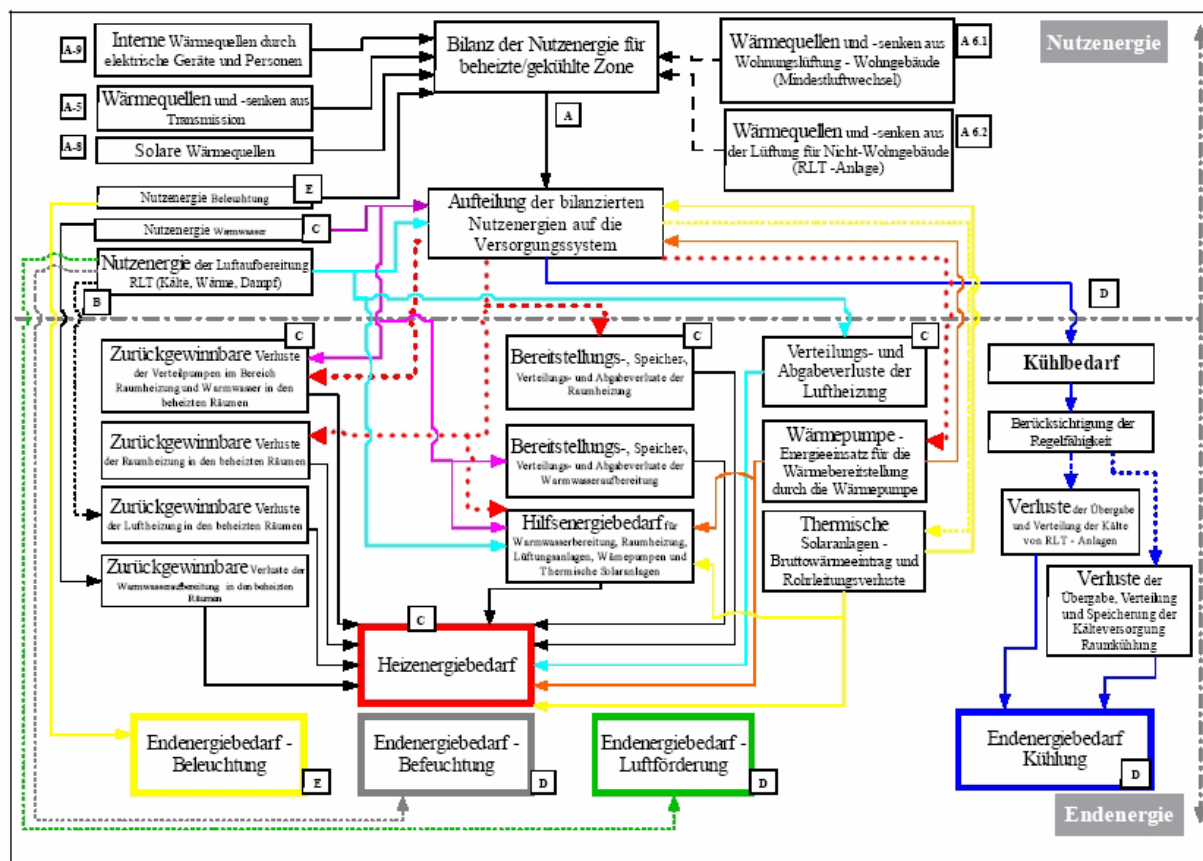 A-9
Interne Wärmequellen durch
elektrische Geräte und Personen
Bilanz der Nutzenergie für
beheizte/gekühlte Zone
Wärmequellen und -senken aus
Wohnungslüftung - Wohngebäude
(Mindestluftwechsel)
A 6.1
Nutzenergie
A-5
Wärmequellen und -senken aus
Transmission
A
A-8
Solare Wärmequellen
Wärmequellen und -senken aus
der Lüftung für Nicht-Wohngebäude
(RLT -Anlage)
A 6.2
Nutzenergie Beleuchtung
E
Nutzenergie Warmwasser
C
Aufteilung der bilanzierten
Nutzenergien auf die
Versorgungssystem
Nutzenergie der Luftaufbereitung
RLT (Kälte, Wärme, Dampf)
B
D
C
Zurückgewinnbare Verluste
der Verteilpumpen im Bereich
Raumheizung und Warmwasser in den
beheizten Räumen
C
Bereitstellungs-, Speicher-,
Verteilungs- und Abgabeverluste der
Raumheizung
C
Verteilungs- und
Abgabeverluste der
Luftheizung
Kühlbedarf
Zurückgewinnbare Verluste
der Raumheizung in den beheizten Räumen
Bereitstellungs-, Speicher-,
Verteilungs- und Abgabeverluste der
Warmwasseraufbereitung
Wärmepumpe -
Energieeinsatz für die
Wärmebereitstellung
durch die Wärmepumpe
Berücksichtigung der
Regelfähigkeit
Zurückgewinnbare Verluste
der Luftheizung in den beheizten Räumen
Hilfsenergiebedarf für
Warmwasserbereitung, Raumheizung,
Lüftungsanlagen, Wärmepumpen und
Thermische Solaranlagen
Thermische
Solaranlagen -
Bruttowärmeeintrag und
Rohrleitungsverluste
Verluste der Übergabe
und Verteilung der Kälte
von RLT - Anlagen
Zurückgewinnbare Verluste der
Warmwasseraufbereitung in den beheizten
Räumen
Verluste der
Übergabe, Verteilung
und Speicherung der
Kälteversorgung
Raumkühlung
C
Heizenergiebedarf
Endenergiebedarf -
Beleuchtung
E
Endenergiebedarf -
Befeuchtung
D
Endenergiebedarf -
Luftförderung
D
Endenergiebedarf
Kühlung
D
Endenergie